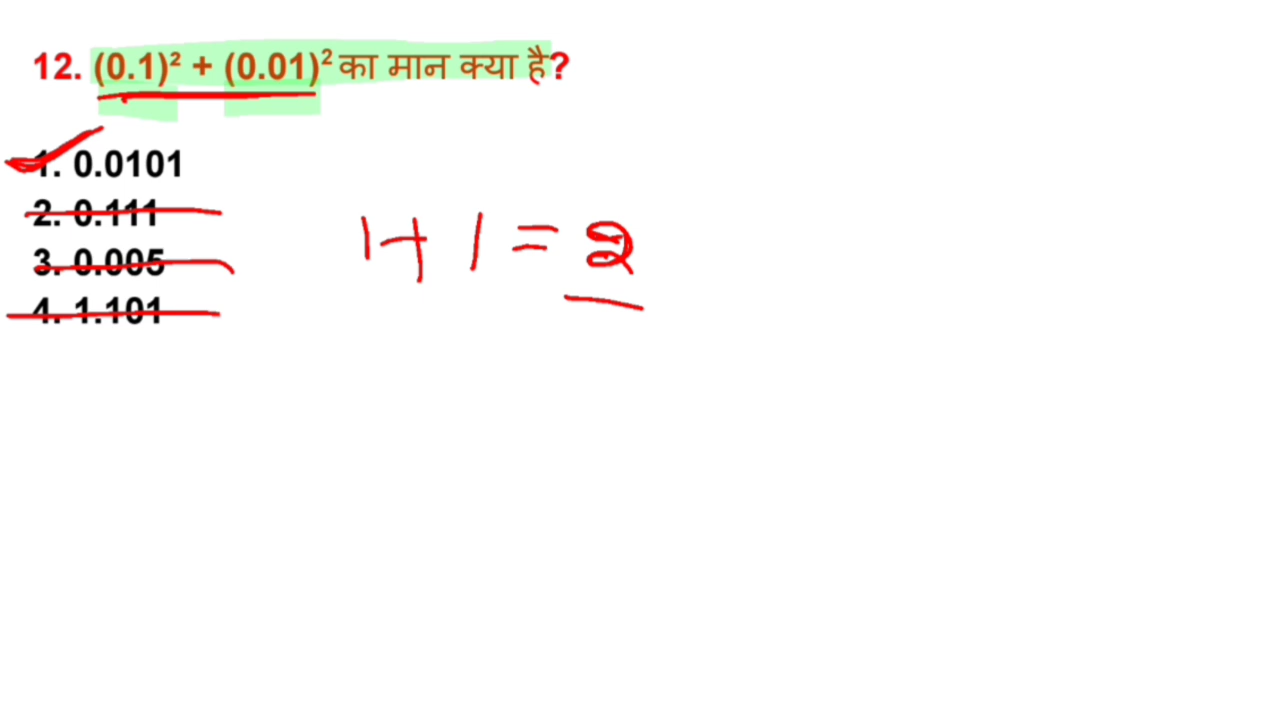 12. (0.1)² + (0.01)² का मान क्या है?
1. 0.0101
2. 0.111
3. 0.005
4. 1.101
1 + 1 = 2